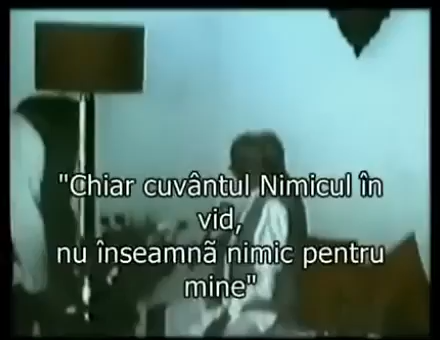 "Chiar cuvântul Nimicul în
vid,
nu înseamnã nimic pentru
mine"